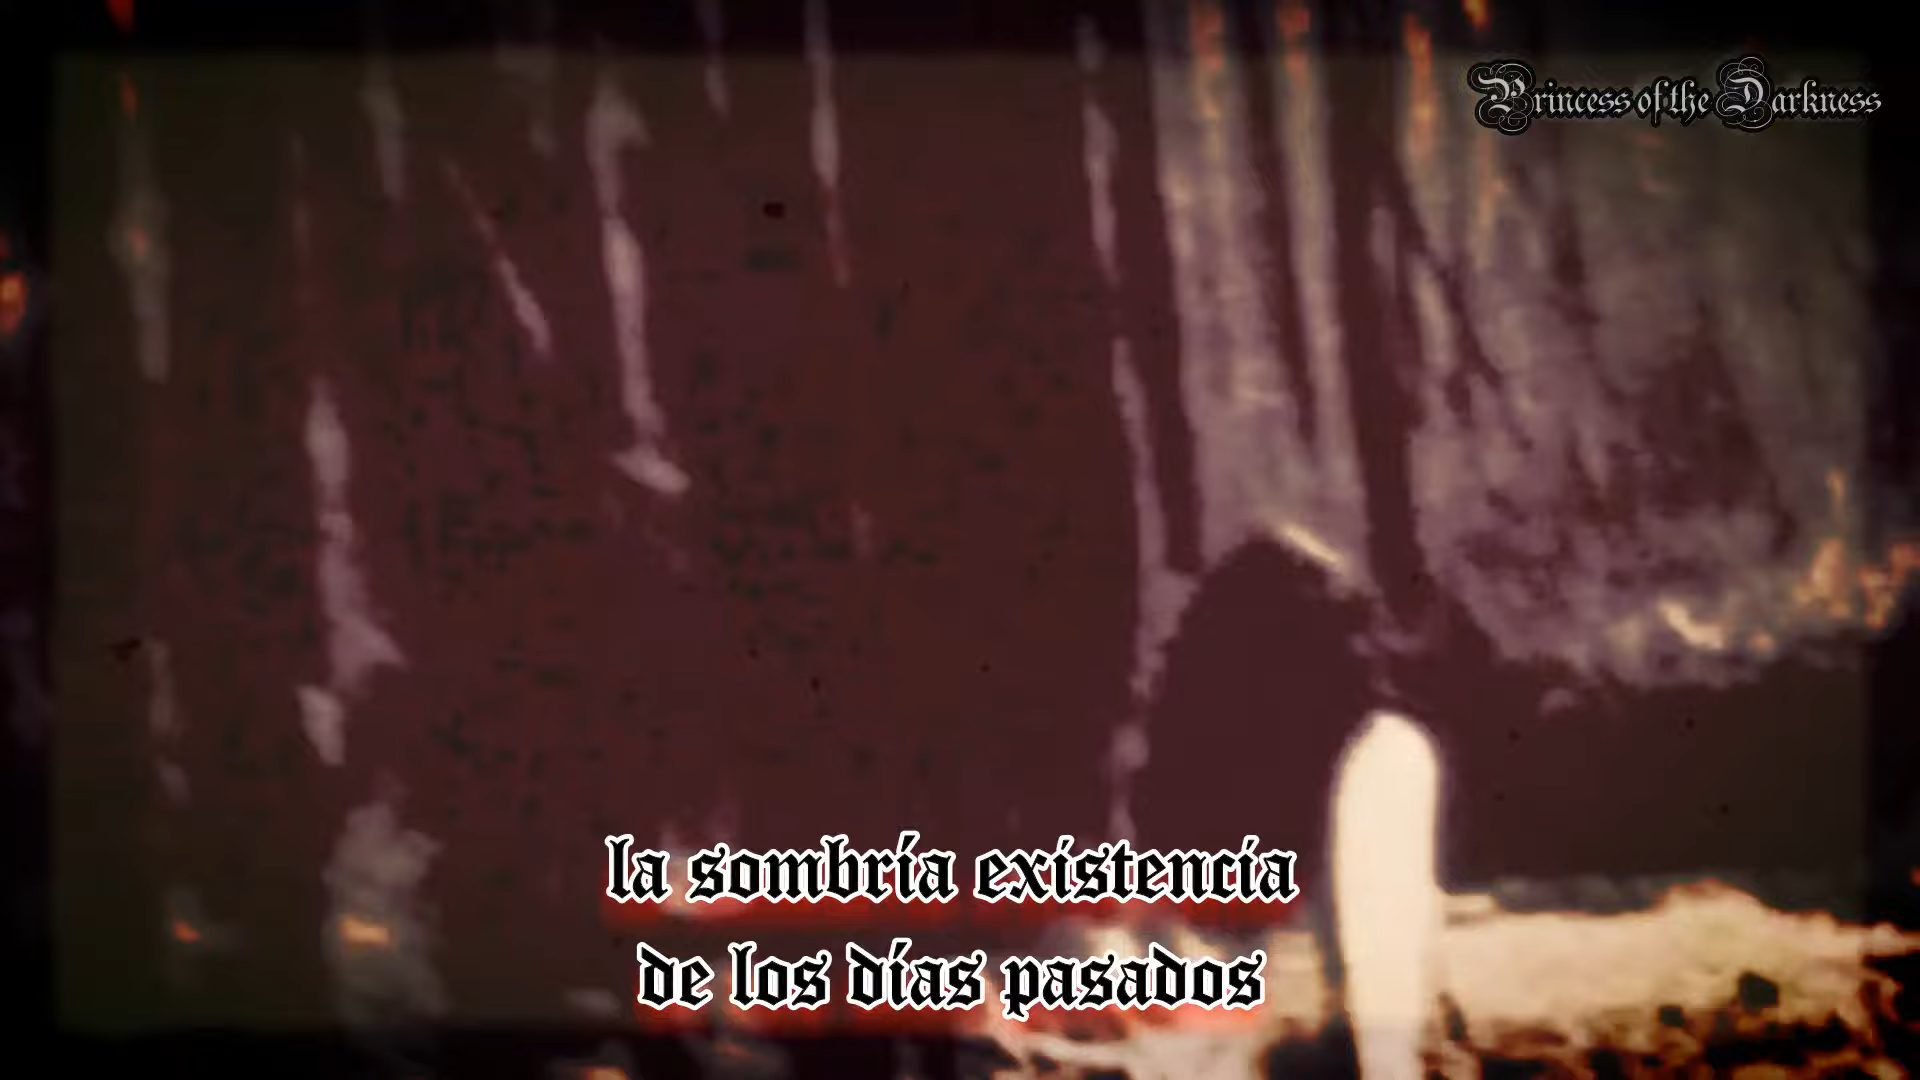 Princess of the Darkness
la sombría existencia
de los días pasados